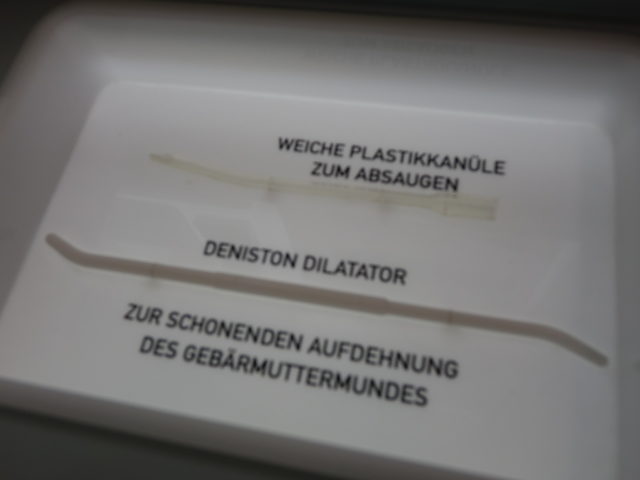 WEICHE PLASTIKKANÜLE
ZUM ABSAUGEN
DENISTON DILATATOR
ZUR SCHONENDEN AUFDEHNUNG
DES GEBÄRMUTTERMUNDES